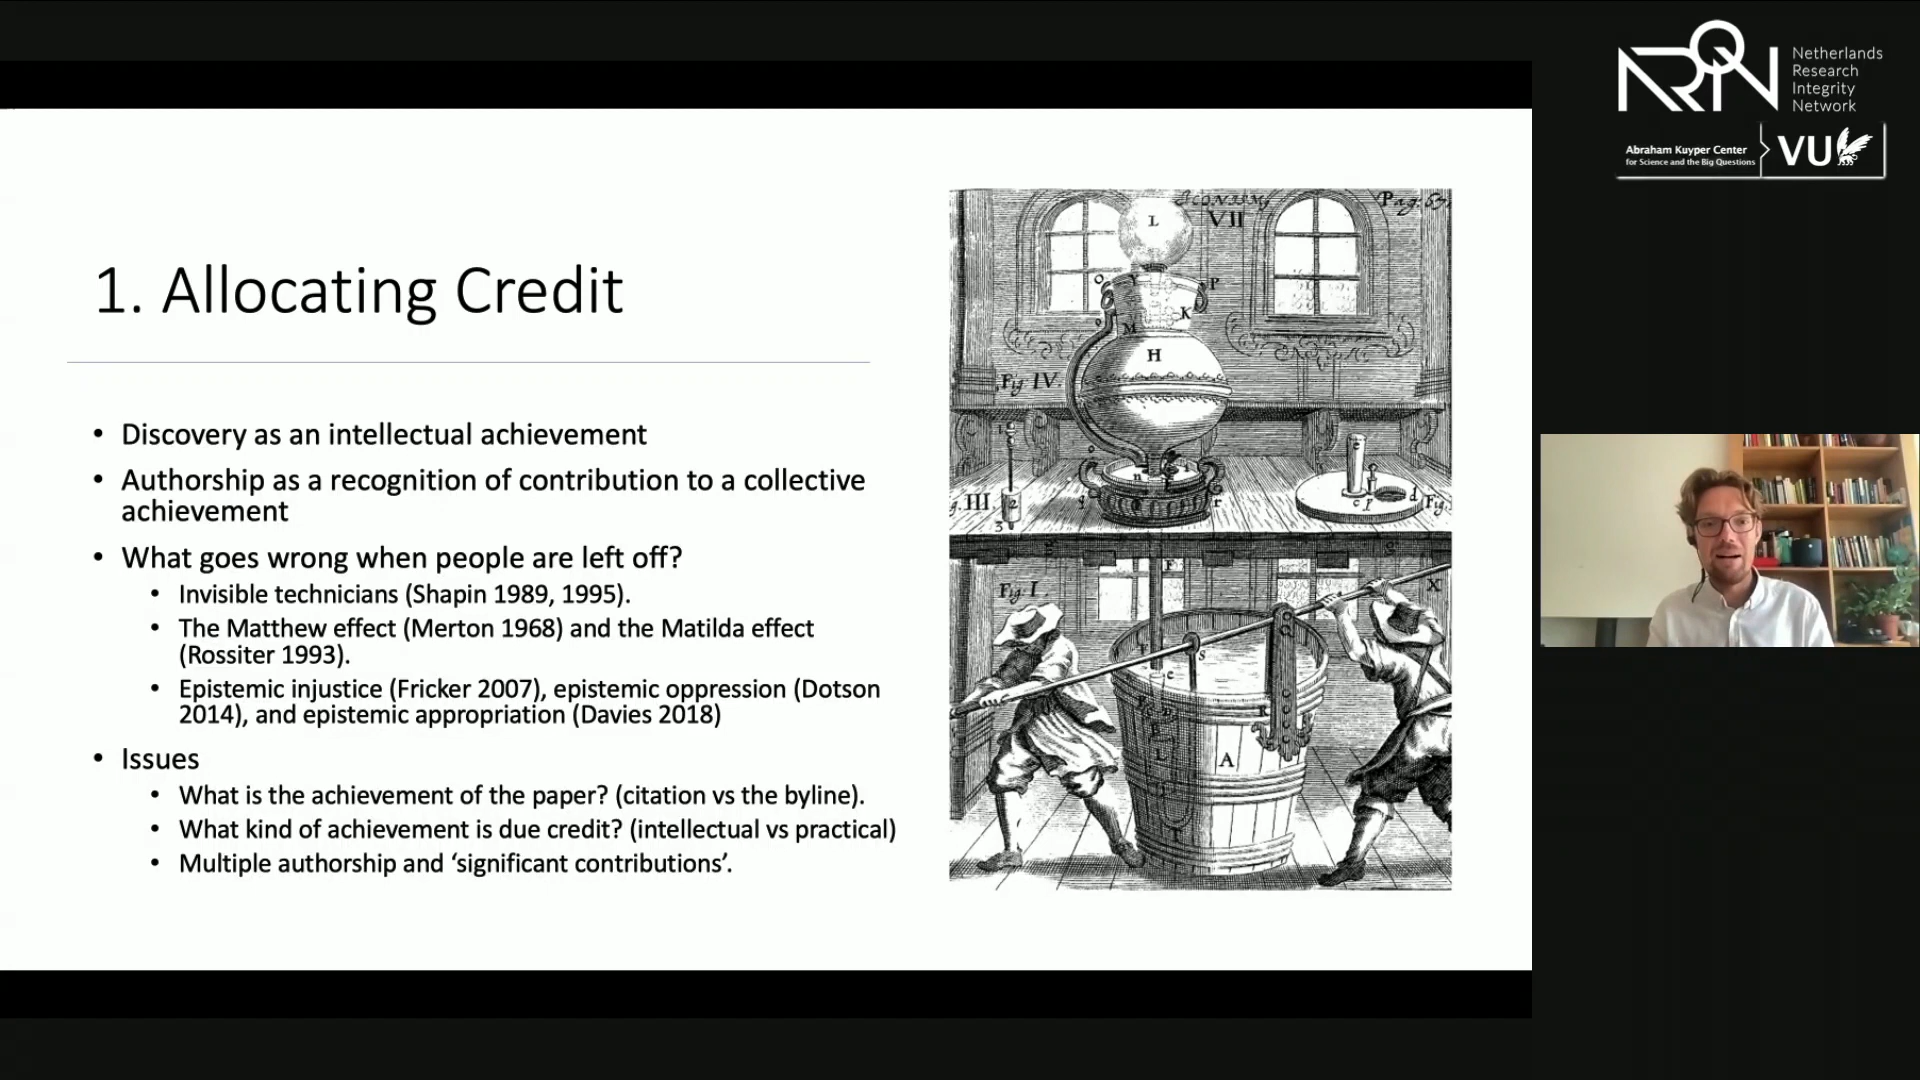 1. Allocating Credit
• Discovery as an intellectual achievement
• Authorship as a recognition of contribution to a collective
achievement
• What goes wrong when people are left off?
• Invisible technicians (Shapin 1989, 1995).
• The Matthew effect (Merton 1968) and the Matilda effect
(Rossiter 1993).
• Epistemic injustice (Fricker 2007), epistemic oppression (Dotson
2014), and epistemic appropriation (Davies 2018)
• Issues
• What is the achievement of the paper? (citation vs the byline).
• What kind of achievement is due credit? (intellectual vs practical)
• Multiple authorship and ‘significant contributions’.
VII
L
O
P
K
M
H
Fig IV.
III
Fig I
X
A
NRIN
Netherlands
Research
Integrity
Network
Abraham Kuyper Center
for Science and the Big Questions
VU